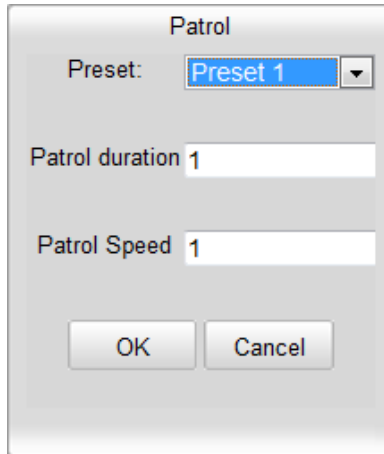 Patrol
Preset: Preset 1
Patrol duration 1
Patrol Speed 1
OK Cancel